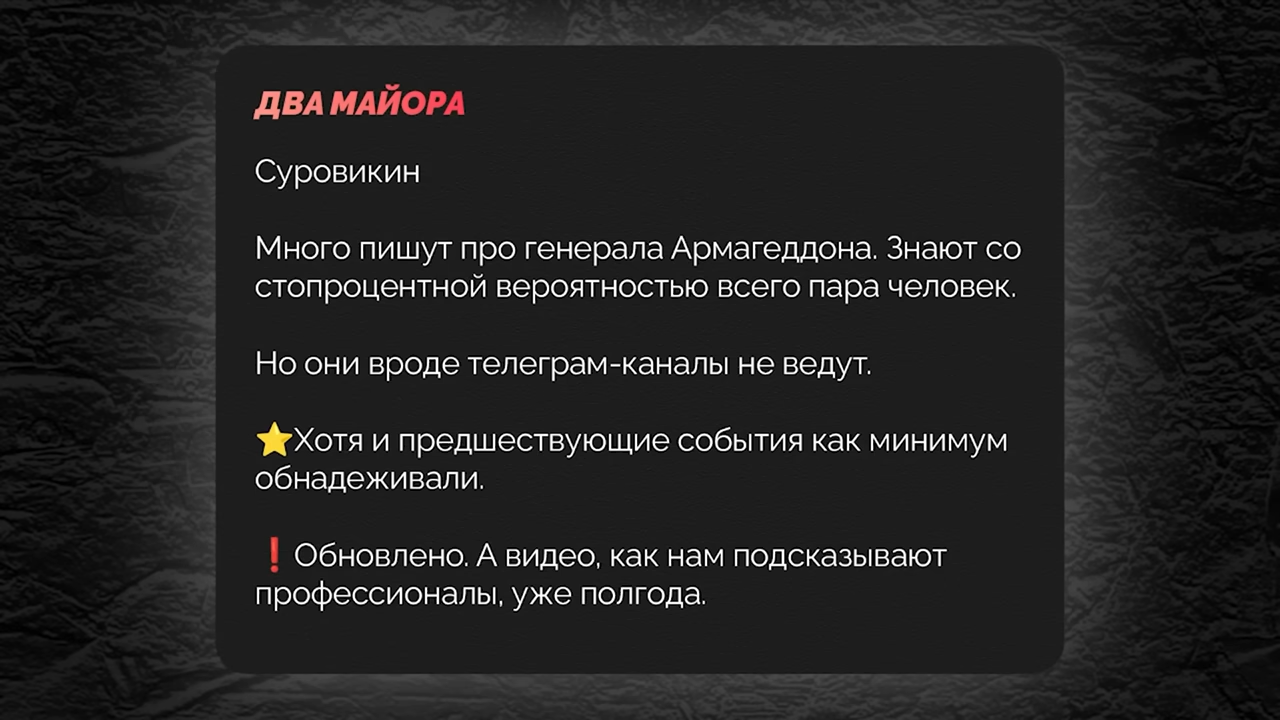 ДВА МАЙОРА
Суровикин
Много пишут про генерала Армагеддона. Знают со
стопроцентной вероятностью всего пара человек.
Но они вроде телеграм-каналы не ведут.
⭐Хотя и предшествующие события как минимум
обнадеживали.
❗Обновлено. А видео, как нам подсказывают
профессионалы, уже полгода.